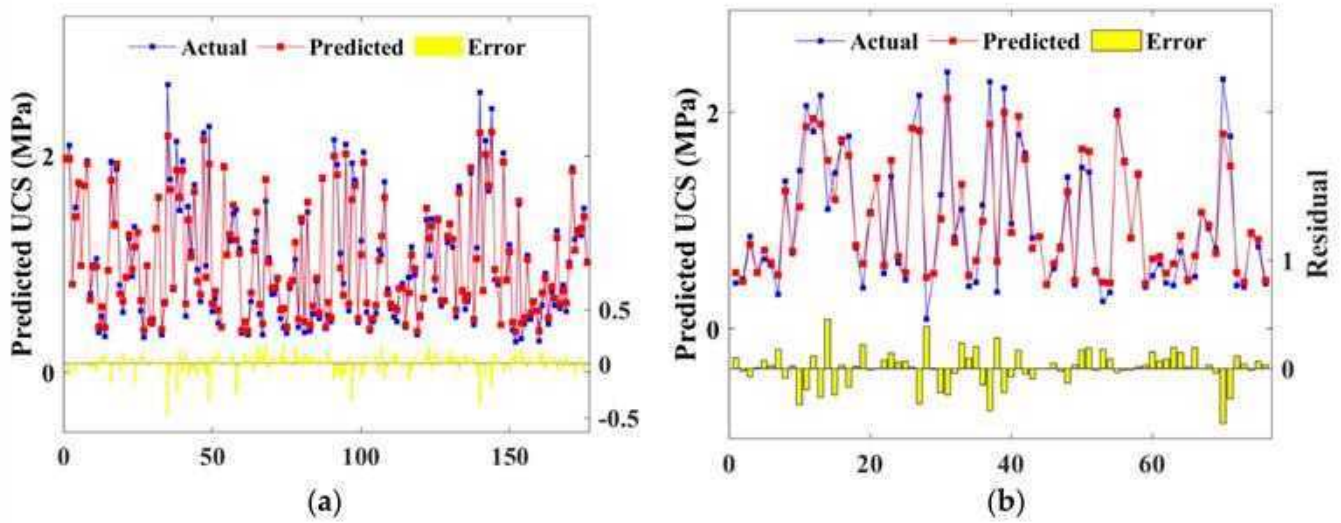 Actual Predicted Error
Predicted UCS (MPa)
2
0
0.5
0
-0.5
0 50 100 150
(a)
Actual Predicted Error
Predicted UCS (MPa)
2
0
Residual
1
0
0 20 40 60
(b)